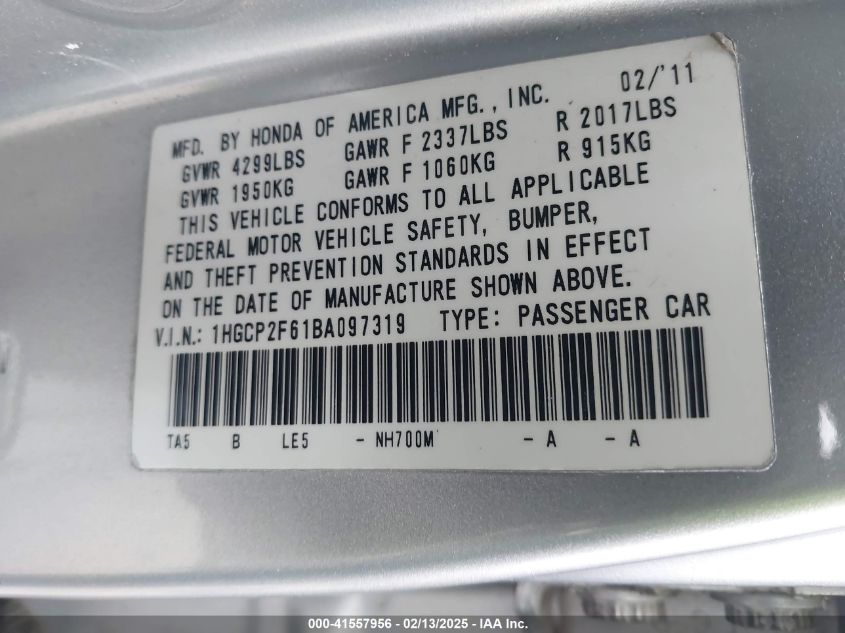 MFD. BY HONDA OF AMERICA MFG., INC. 02/'11
GVWR 4299LBS GAWR F 2337LBS R 2017LBS
GVWR 1950KG GAWR F 1060KG R 915KG
THIS VEHICLE CONFORMS TO ALL APPLICABLE
FEDERAL MOTOR VEHICLE SAFETY, BUMPER,
AND THEFT PREVENTION STANDARDS IN EFFECT
ON THE DATE OF MANUFACTURE SHOWN ABOVE.
V.I.N.: 1HGCP2F61BA097319 TYPE: PASSENGER CAR
TA5 B LE5 - NH700M - A - A
000-41557956 - 02/13/2025 - IAA Inc.